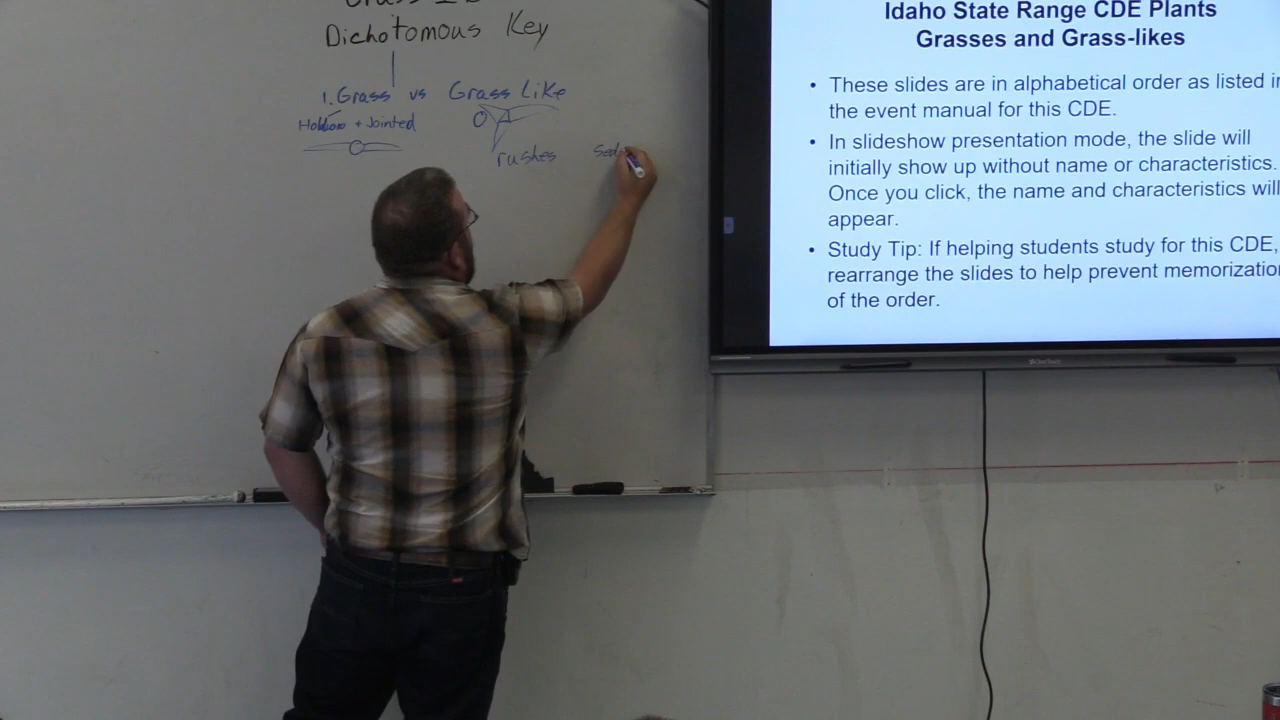 Dichotomous Key
1. Grass vs Grass Like
Hollow + Jointed
rushes sed
Idaho State Range CDE Plants
Grasses and Grass-likes
• These slides are in alphabetical order as listed in
the event manual for this CDE.
• In slideshow presentation mode, the slide will
initially show up without name or characteristics.
Once you click, the name and characteristics will
appear.
• Study Tip: If helping students study for this CDE,
rearrange the slides to help prevent memorizatio
of the order.